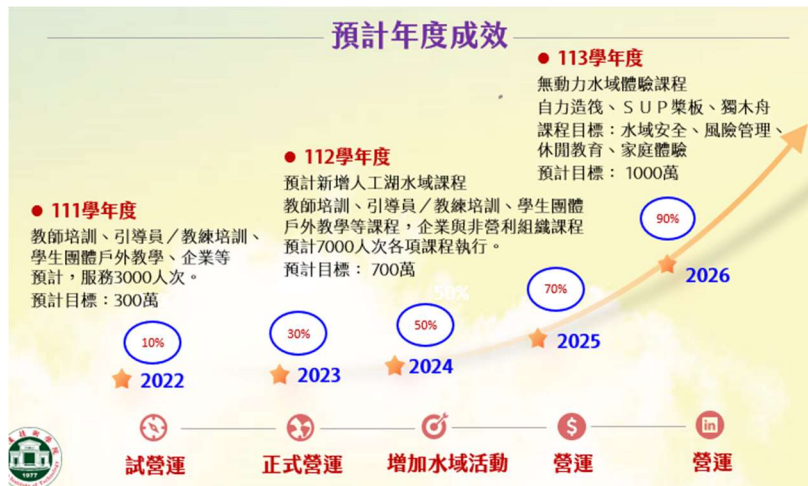 預計年度成效
● 113學年度
無動力水域體驗課程
自力造筏、ＳＵＰ槳板、獨木舟
課程目標：水域安全、風險管理、
休閒教育、家庭體驗
預計目標： 1000萬
● 112學年度
預計新增人工湖水域課程
教師培訓、引導員／教練培訓、學生團體
戶外教學等課程，企業與非營利組織課程
預計7000人次各項課程執行。
預計目標： 700萬
● 111學年度
教師培訓、引導員／教練培訓、
學生團體戶外教學、企業等
預計，服務3000人次。
預計目標：300萬
10%
30%
50%
50%
70%
90%
2022
2023
2024
2025
2026
試營運
正式營運
增加水域活動
營運
營運
in
1977